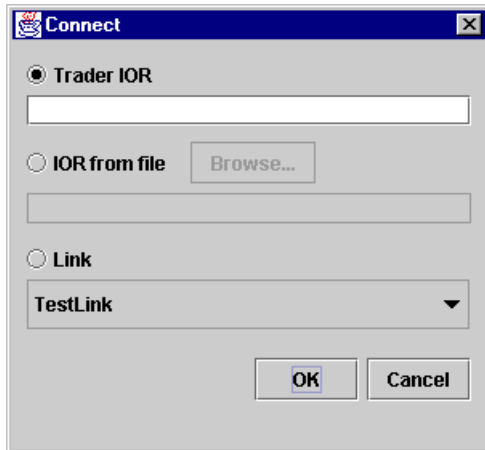 Connect
Trader IOR
IOR from file Browse...
Link
TestLink
OK Cancel